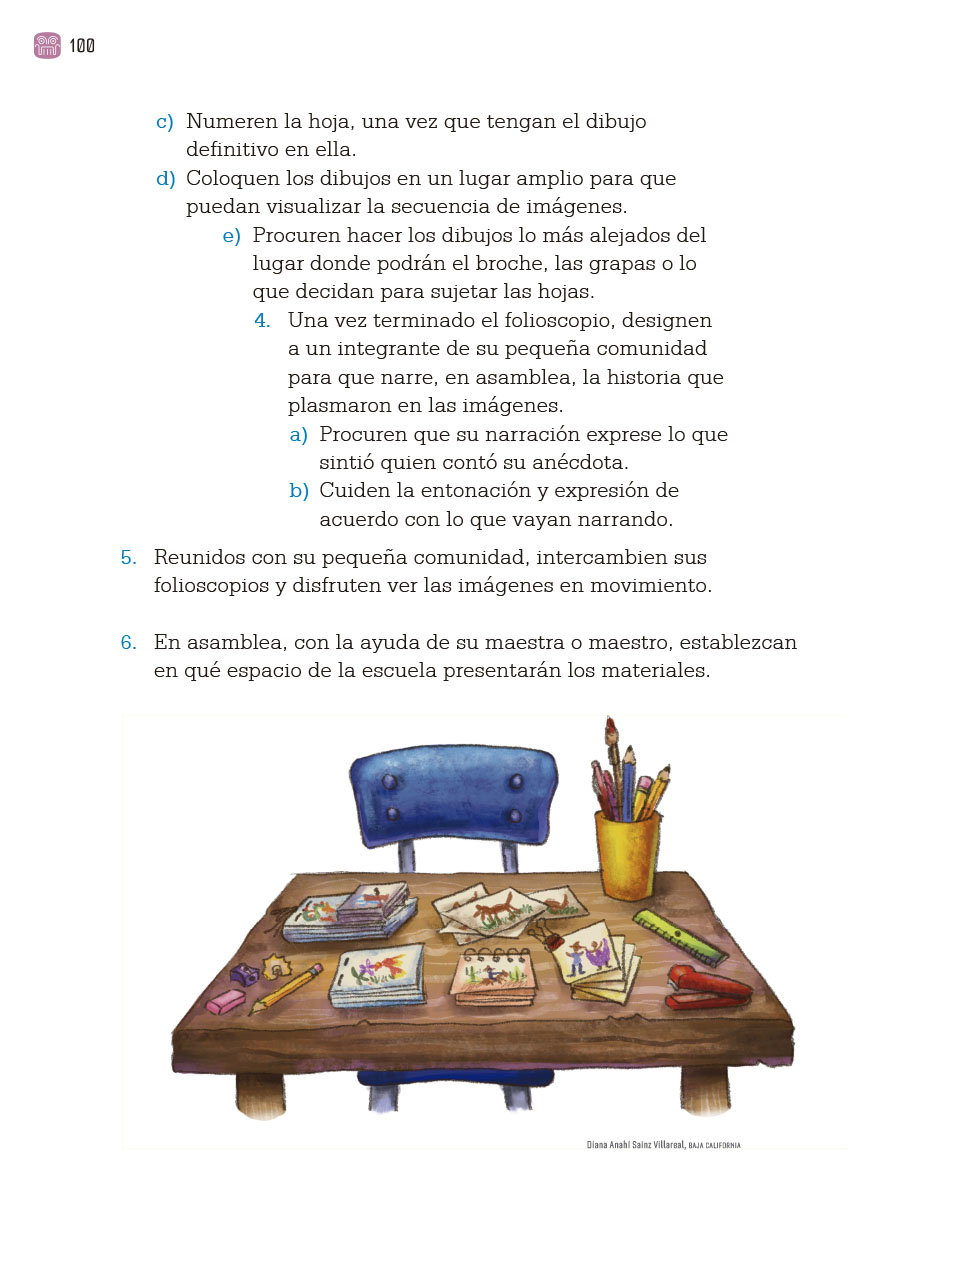 100
c) Numeren la hoja, una vez que tengan el dibujo
definitivo en ella.
d) Coloquen los dibujos en un lugar amplio para que
puedan visualizar la secuencia de imágenes.
e) Procuren hacer los dibujos lo más alejados del
lugar donde podrán el broche, las grapas o lo
que decidan para sujetar las hojas.
4. Una vez terminado el folioscopio, designen
a un integrante de su pequeña comunidad
para que narre, en asamblea, la historia que
plasmaron en las imágenes.
a) Procuren que su narración exprese lo que
sintió quien contó su anécdota.
b) Cuiden la entonación y expresión de
acuerdo con lo que vayan narrando.
5. Reunidos con su pequeña comunidad, intercambien sus
folioscopios y disfruten ver las imágenes en movimiento.
6. En asamblea, con la ayuda de su maestra o maestro, establezcan
en qué espacio de la escuela presentarán los materiales.
Diana Anahí Sainz Villareal, BAJA CALIFORNIA